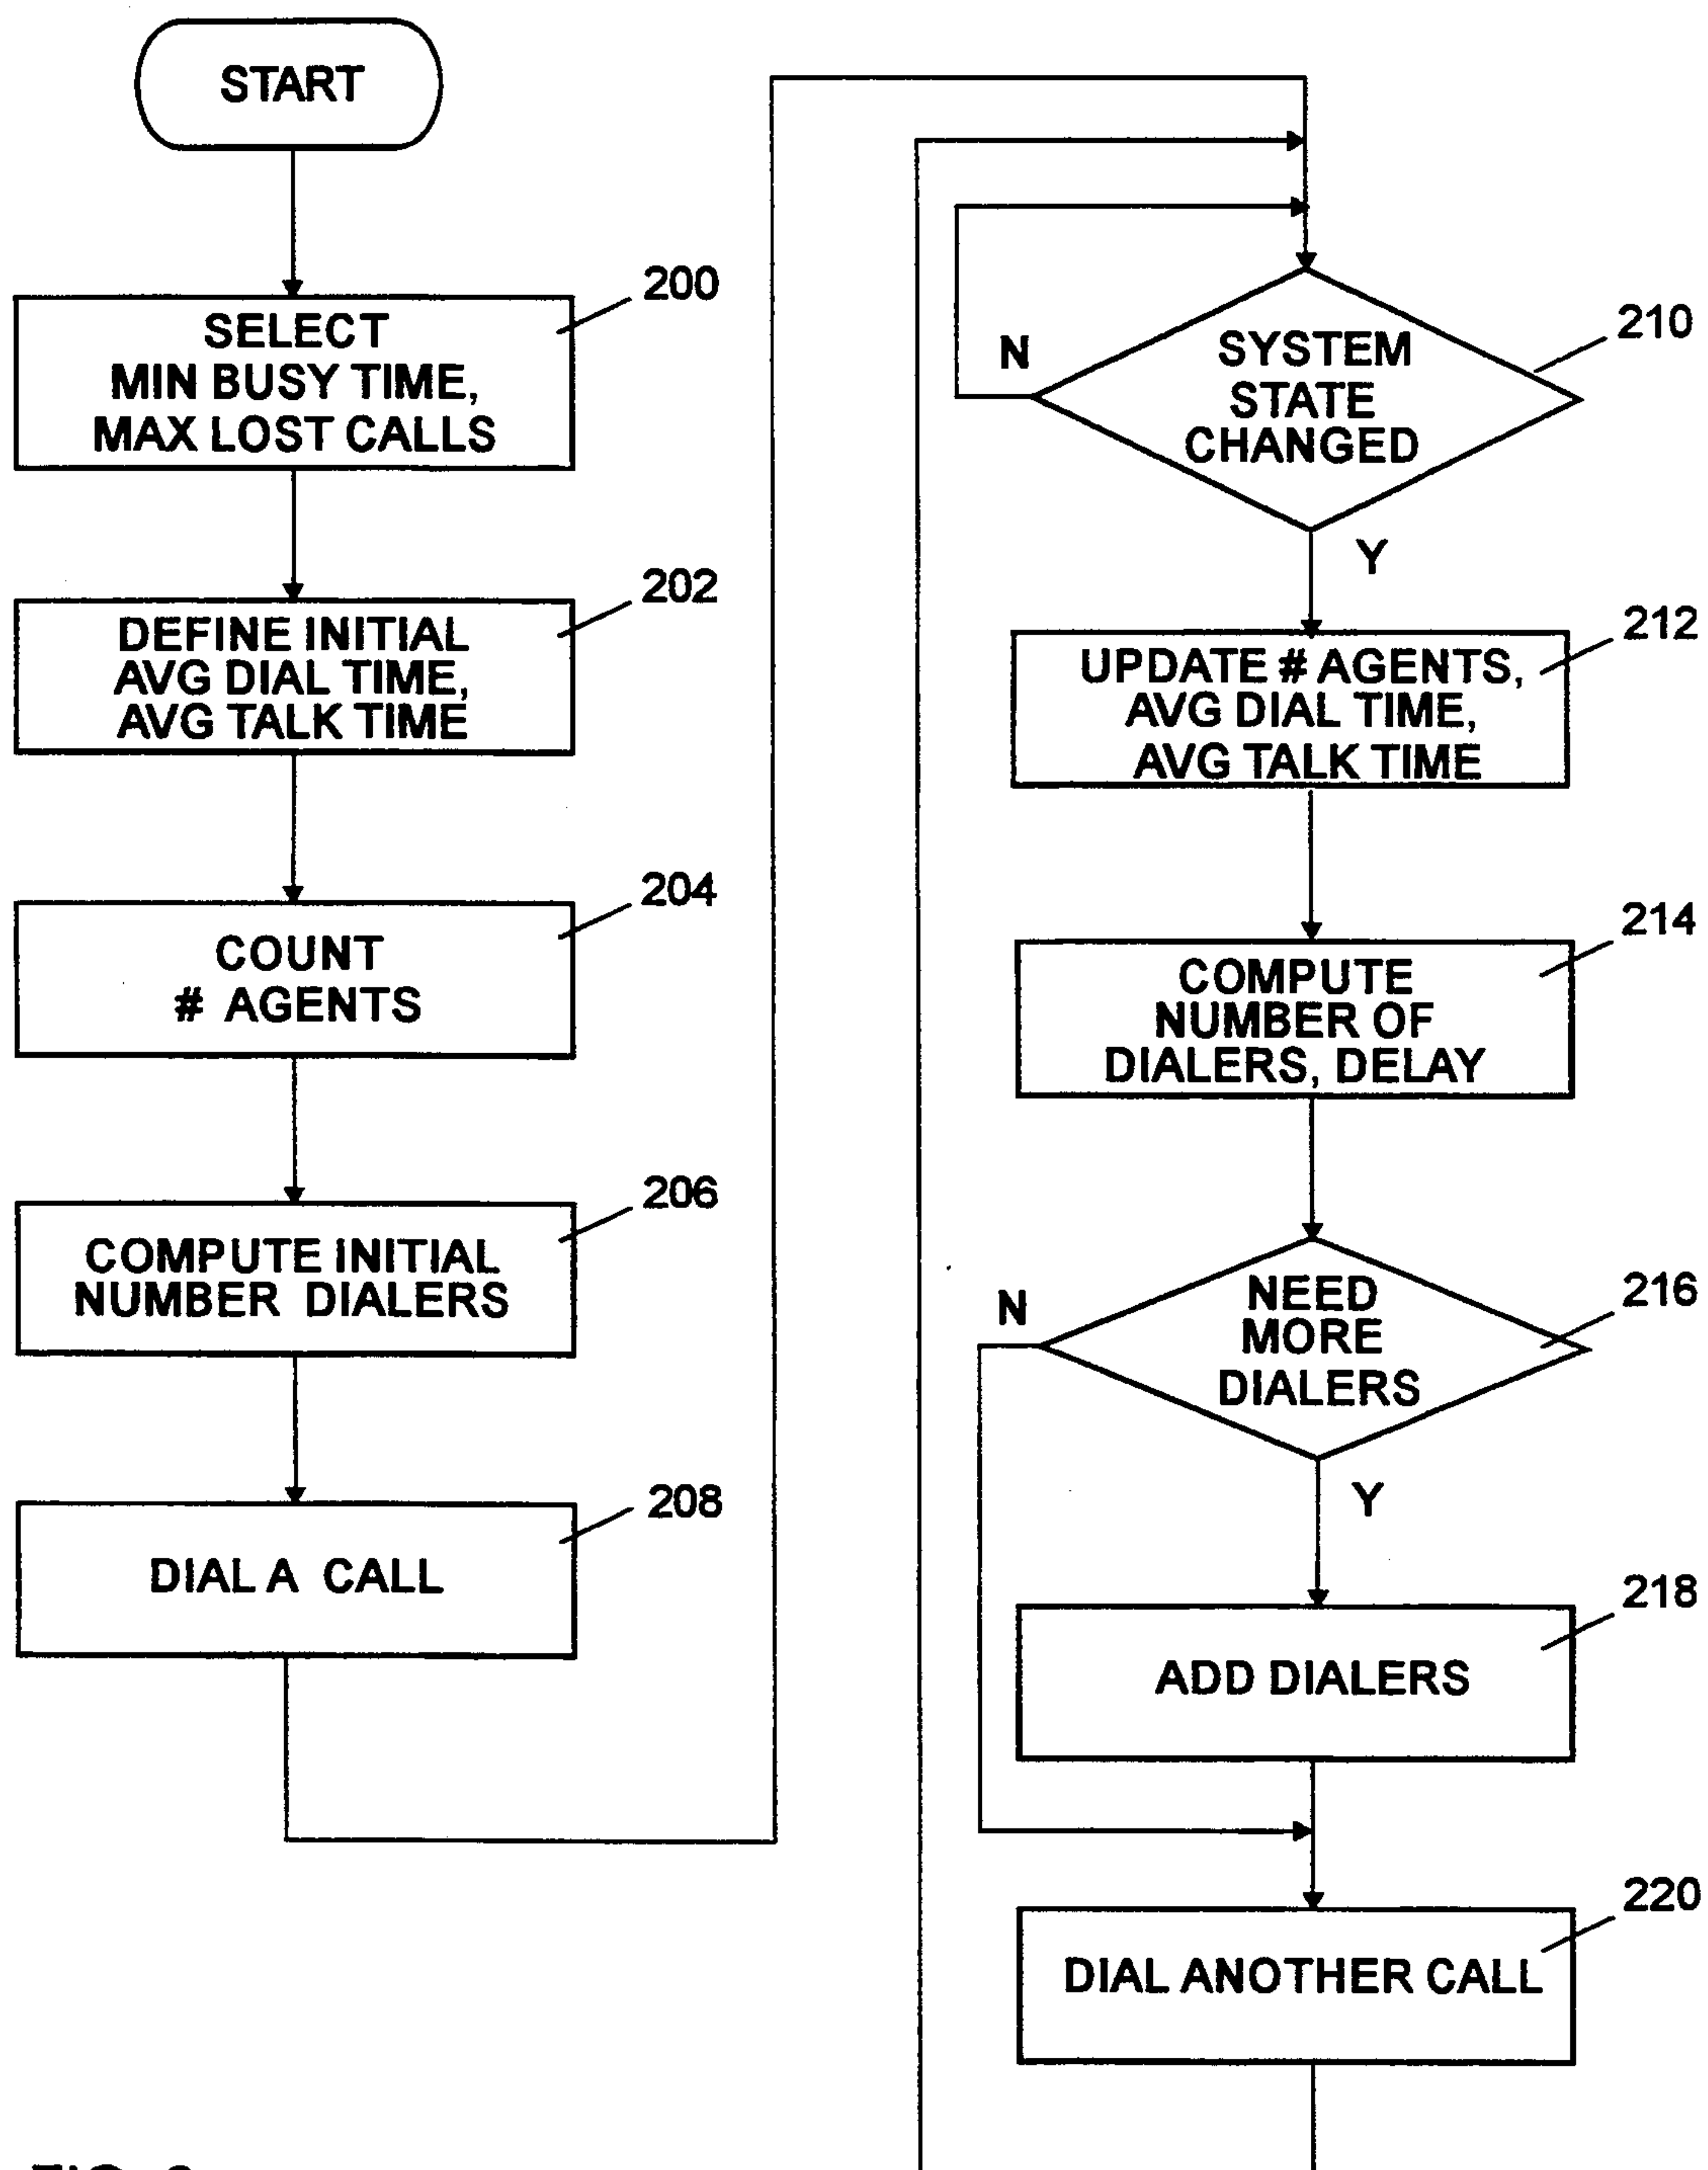 START
200
SELECT
MIN BUSY TIME,
MAX LOST CALLS
202
DEFINE INITIAL
AVG DIAL TIME,
AVG TALK TIME
204
COUNT
# AGENTS
206
COMPUTE INITIAL
NUMBER DIALERS
208
DIAL A CALL
210
N
SYSTEM
STATE
CHANGED
Y
212
UPDATE # AGENTS,
AVG DIAL TIME,
AVG TALK TIME
214
COMPUTE
NUMBER OF
DIALERS, DELAY
216
N
NEED
MORE
DIALERS
Y
218
ADD DIALERS
220
DIAL ANOTHER CALL